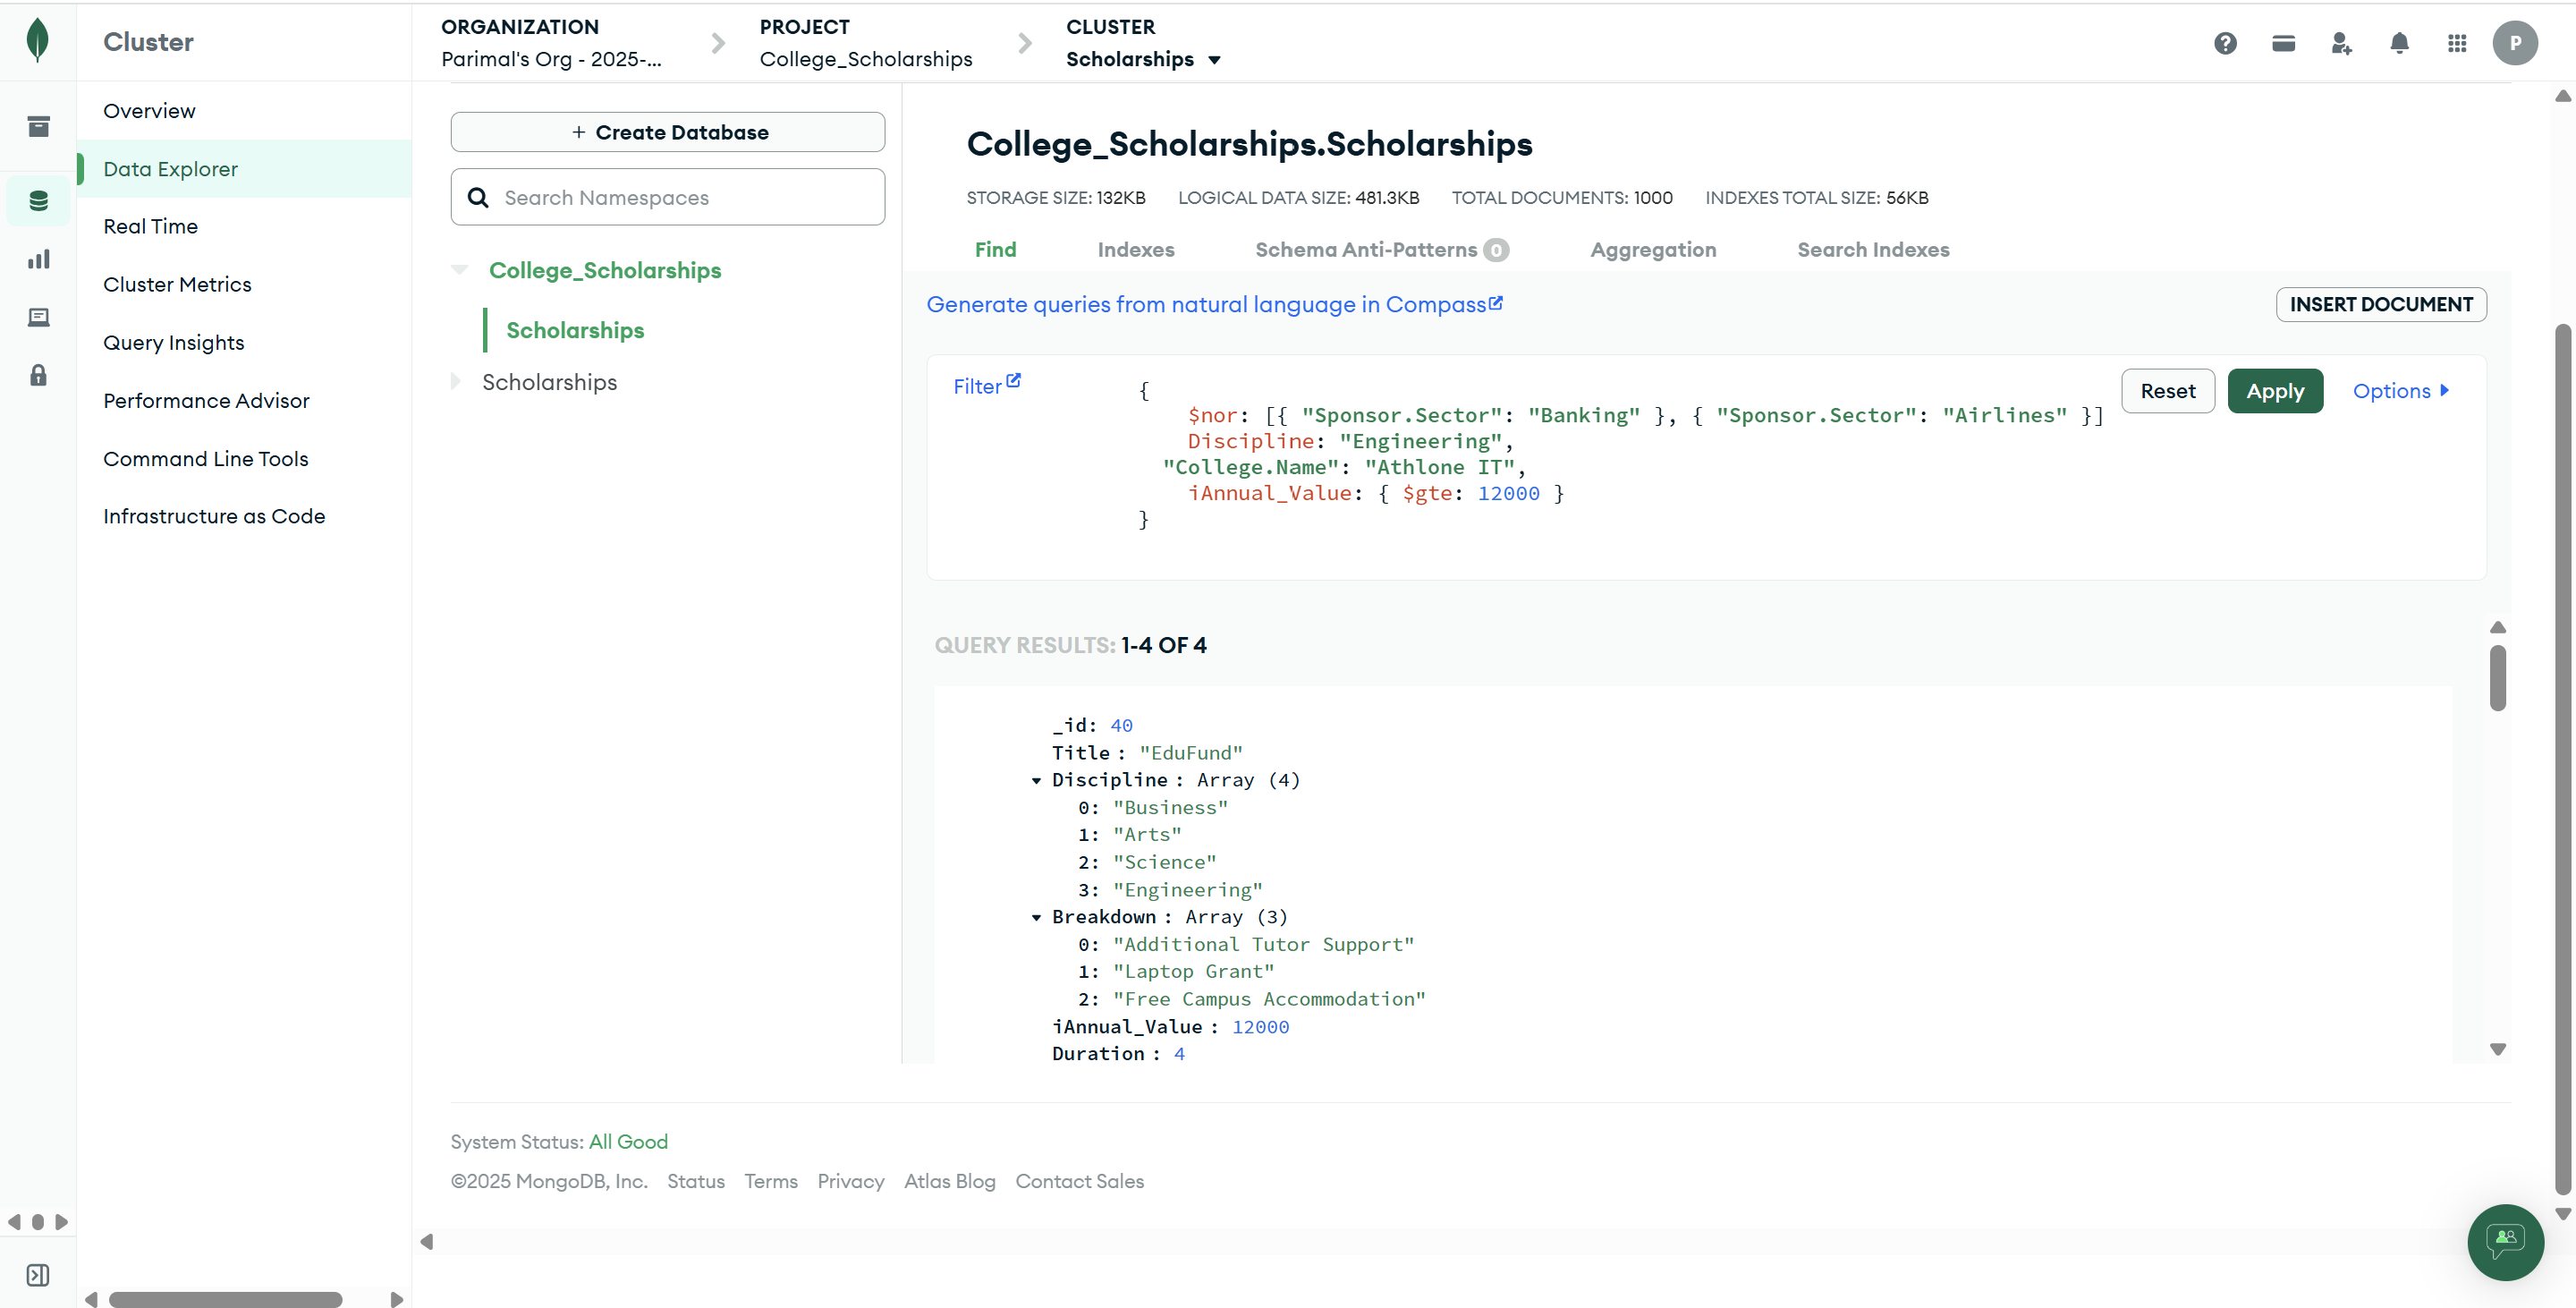 Cluster
ORGANIZATION
Parimal's Org - 2025-...
PROJECT
College_Scholarships
CLUSTER
Scholarships
P
Overview
Data Explorer
Real Time
Cluster Metrics
Query Insights
Performance Advisor
Command Line Tools
Infrastructure as Code
+ Create Database
Search Namespaces
College_Scholarships
Scholarships
Scholarships
College_Scholarships.Scholarships
STORAGE SIZE: 132KB LOGICAL DATA SIZE: 481.3KB TOTAL DOCUMENTS: 1000 INDEXES TOTAL SIZE: 56KB
Find Indexes Schema Anti-Patterns 0 Aggregation Search Indexes
Generate queries from natural language in Compass
INSERT DOCUMENT
Filter
{
$nor: [{ "Sponsor.Sector": "Banking" }, { "Sponsor.Sector": "Airlines" }]
Discipline: "Engineering",
"College.Name": "Athlone IT",
iAnnual_Value: { $gte: 12000 }
}
Reset Apply Options
QUERY RESULTS: 1-4 OF 4
_id: 40
Title : "EduFund"
Discipline : Array (4)
0: "Business"
1: "Arts"
2: "Science"
3: "Engineering"
Breakdown : Array (3)
0: "Additional Tutor Support"
1: "Laptop Grant"
2: "Free Campus Accommodation"
iAnnual_Value : 12000
Duration : 4
System Status: All Good
©2025 MongoDB, Inc. Status Terms Privacy Atlas Blog Contact Sales